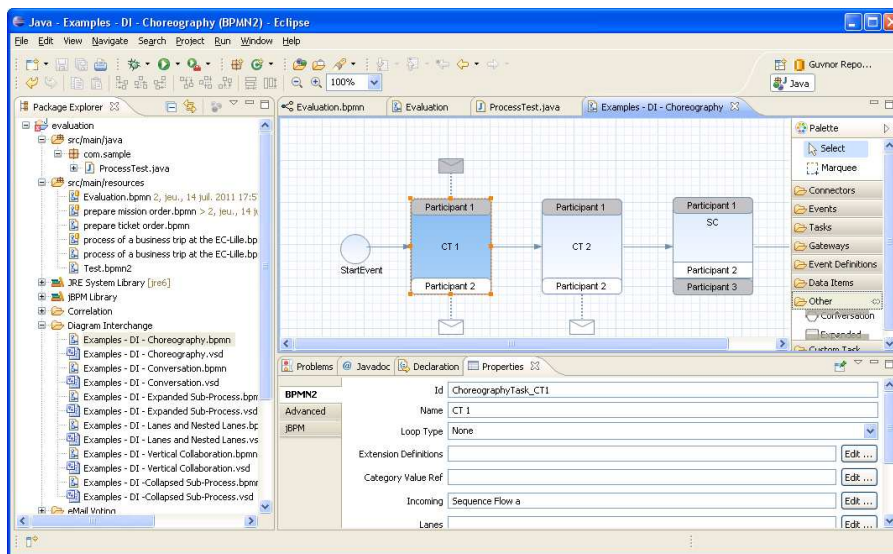 Java - Examples - DI - Choreography (BPMN2) - Eclipse
File Edit View Navigate Search Project Run Window Help
Guvnor Repo...
100%
Java
Package Explorer
Evaluation.bpmn
Evaluation
ProcessTest.java
Examples - DI - Choreography
evaluation
src/main/java
com.sample
ProcessTest.java
src/main/resources
Evaluation.bpmn 2, jeu., 14 juil. 2011 17:5
prepare mission order.bpmn > 2, jeu., 14 j
prepare ticket order.bpmn
process of a business trip at the EC-Lille.bp
process of a business trip at the EC-Lille.bp
Test.bpmn2
JRE System Library [jre6]
jBPM Library
Correlation
Diagram Interchange
Examples - DI - Choreography.bpmn
Examples - DI - Choreography.vsd
Examples - DI - Conversation.bpmn
Examples - DI - Conversation.vsd
Examples - DI - Expanded Sub-Process.bpm
Examples - DI - Expanded Sub-Process.vsd
Examples - DI - Lanes and Nested Lanes.bp
Examples - DI - Lanes and Nested Lanes.vs
Examples - DI - Vertical Collaboration.bpmn
Examples - DI - Vertical Collaboration.vsd
Examples - DI -Collapsed Sub-Process.bpm
Examples - DI -Collapsed Sub-Process.vsd
eMail Voting
StartEvent
Participant 1
CT 1
Participant 2
Participant 1
CT 2
Participant 2
Participant 1
SC
Participant 2
Participant 3
Palette
Select
Marquee
Connectors
Events
Tasks
Gateways
Event Definitions
Data Items
Other
Conversation
Expanded
Custom Task
Problems
Javadoc
Declaration
Properties
BPMN2
Advanced
jBPM
Id ChoreographyTask_CT1
Name CT 1
Loop Type None
Extension Definitions Edit ...
Category Value Ref Edit ...
Incoming Sequence Flow a Edit ...
Lanes Edit ...